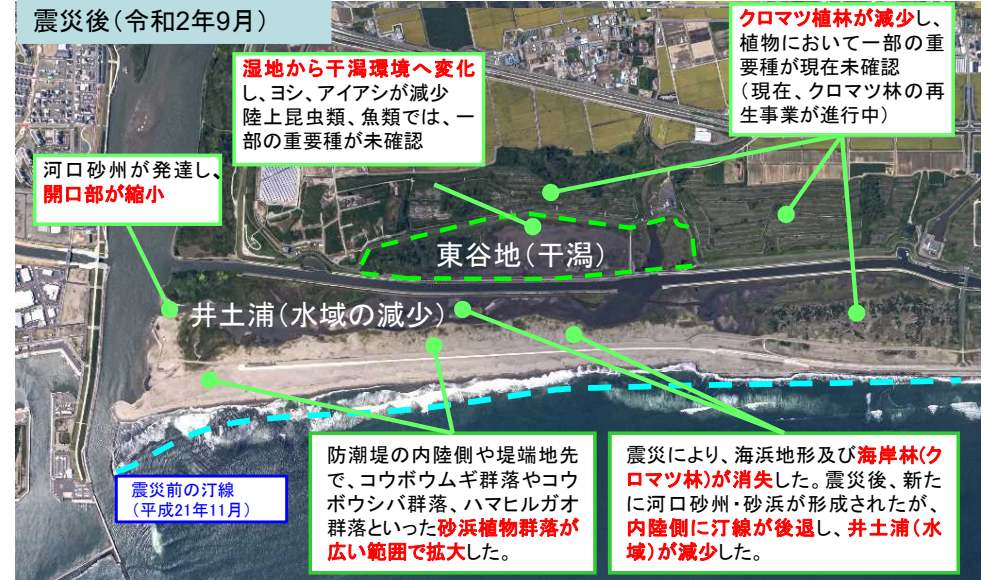 震災後(令和2年9月)
湿地から干潟環境へ変化
し、ヨシ、アイアシが減少
陸上昆虫類、魚類では、一
部の重要種が未確認
クロマツ植林が減少し、
植物において一部の重
要種が現在未確認
(現在、クロマツ林の再
生事業が進行中)
河口砂州が発達し、
開口部が縮小
東谷地(干潟)
井土浦(水域の減少)
震災前の汀線
(平成21年11月)
防潮堤の内陸側や堤端地先
で、コウボウムギ群落やコウ
ボウシバ群落、ハマヒルガオ
群落といった砂浜植物群落が
広い範囲で拡大した。
震災により、海浜地形及び海岸林(ク
ロマツ林)が消失した。震災後、新た
に河口砂州・砂浜が形成されたが、
内陸側に汀線が後退し、井土浦(水
域)が減少した。